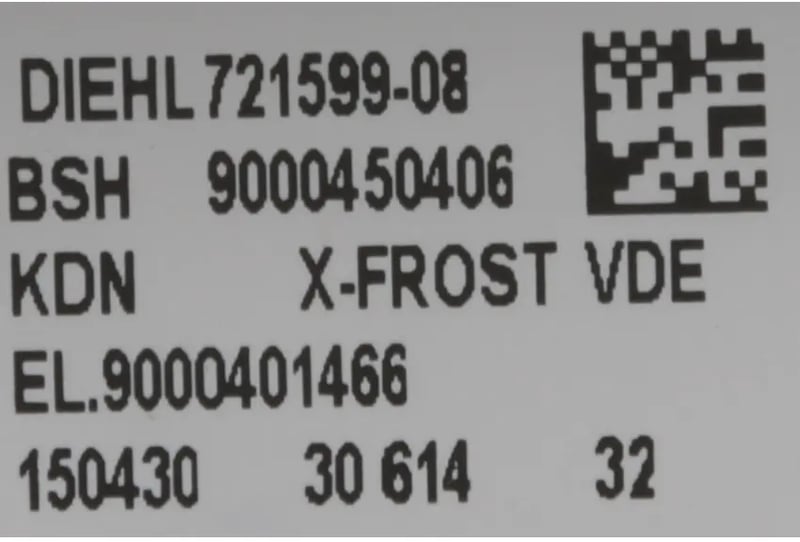 DIEHL 721599-08
BSH 9000450406
KDN X-FROST VDE
EL.9000401466
150430 30 614 32